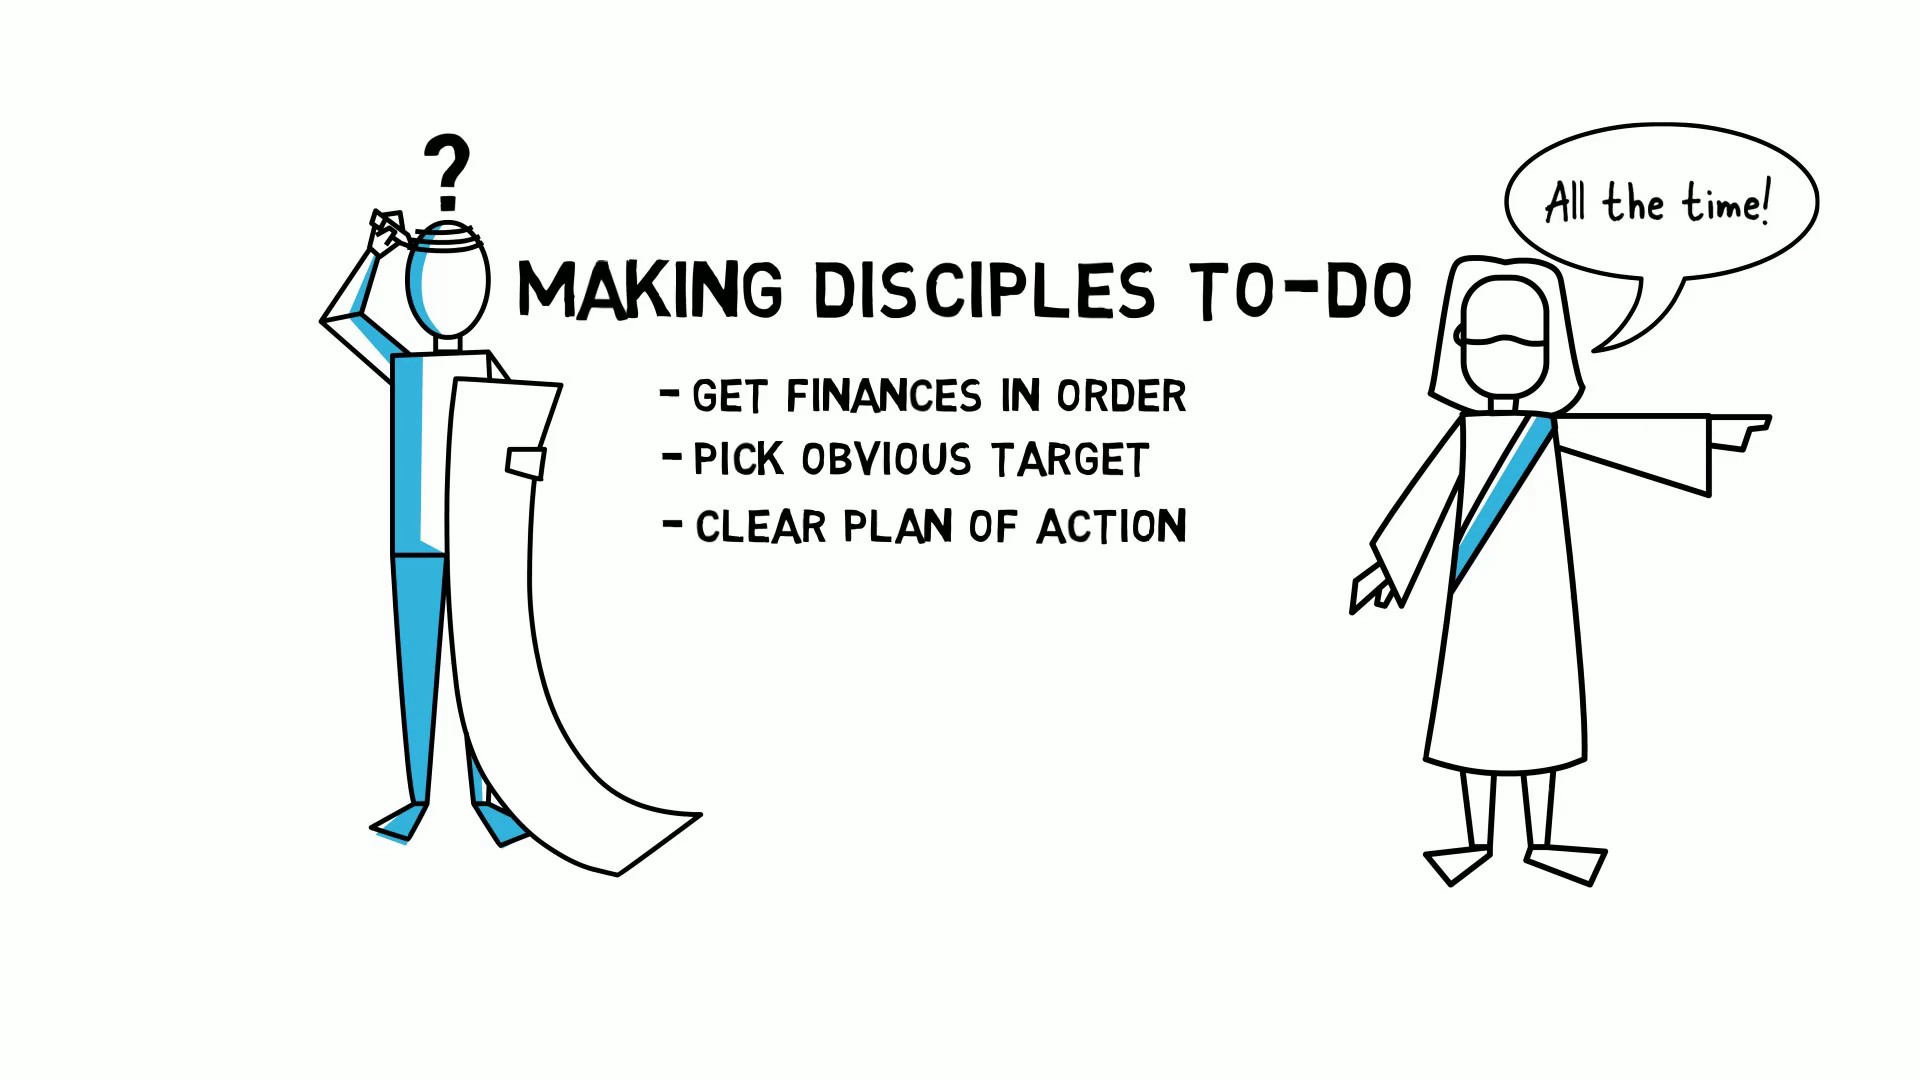 ?
All the time!
MAKING DISCIPLES TO-DO
- GET FINANCES IN ORDER
- PICK OBVIOUS TARGET
- CLEAR PLAN OF ACTION